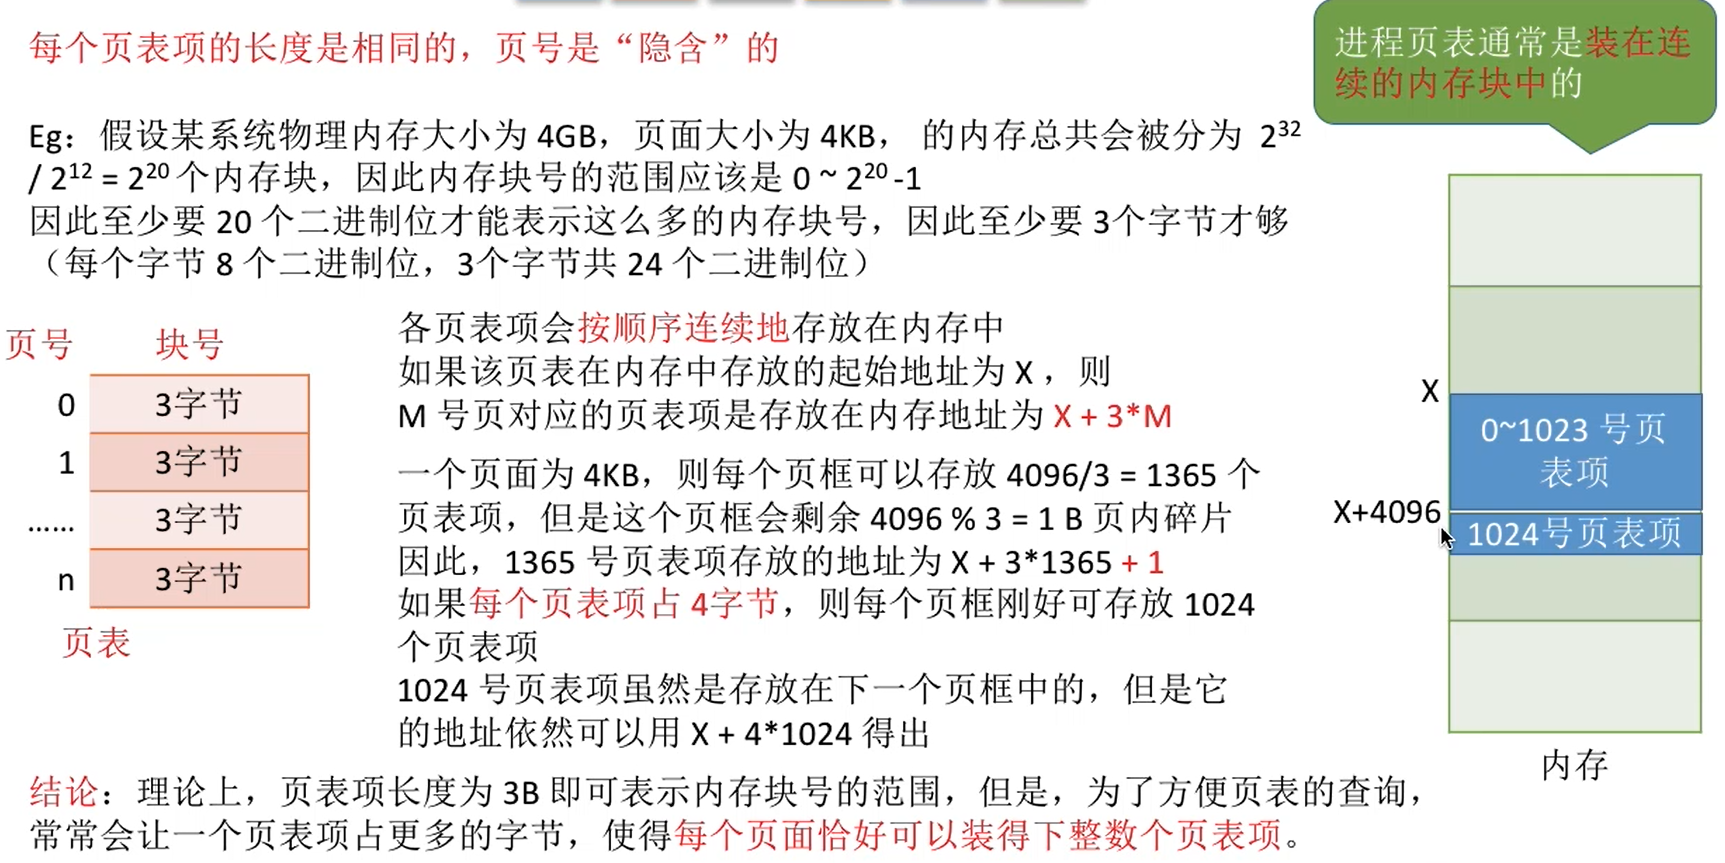 每个页表项的长度是相同的，页号是“隐含”的
进程页表通常是装在连
续的内存块中的
Eg：假设某系统物理内存大小为 4GB，页面大小为 4KB， 的内存总共会被分为 2³²
/ 2¹² = 2²⁰ 个内存块，因此内存块号的范围应该是 0 ~ 2²⁰ -1
因此至少要 20 个二进制位才能表示这么多的内存块号，因此至少要 3个字节才够
（每个字节 8 个二进制位，3个字节共 24 个二进制位）
页号 块号
0 3字节
1 3字节
…… 3字节
n 3字节
页表
各页表项会按顺序连续地存放在内存中
如果该页表在内存中存放的起始地址为 X ，则
M 号页对应的页表项是存放在内存地址为 X + 3*M
一个页面为 4KB，则每个页框可以存放 4096/3 = 1365 个
页表项，但是这个页框会剩余 4096 % 3 = 1 B 页内碎片
因此，1365 号页表项存放的地址为 X + 3*1365 + 1
如果每个页表项占 4字节，则每个页框刚好可存放 1024
个页表项
1024 号页表项虽然是存放在下一个页框中的，但是它
的地址依然可以用 X + 4*1024 得出
X
0~1023 号页
表项
X+4096
1024号页表项
内存
结论：理论上，页表项长度为 3B 即可表示内存块号的范围，但是，为了方便页表的查询，
常常会让一个页表项占更多的字节，使得每个页面恰好可以装得下整数个页表项。